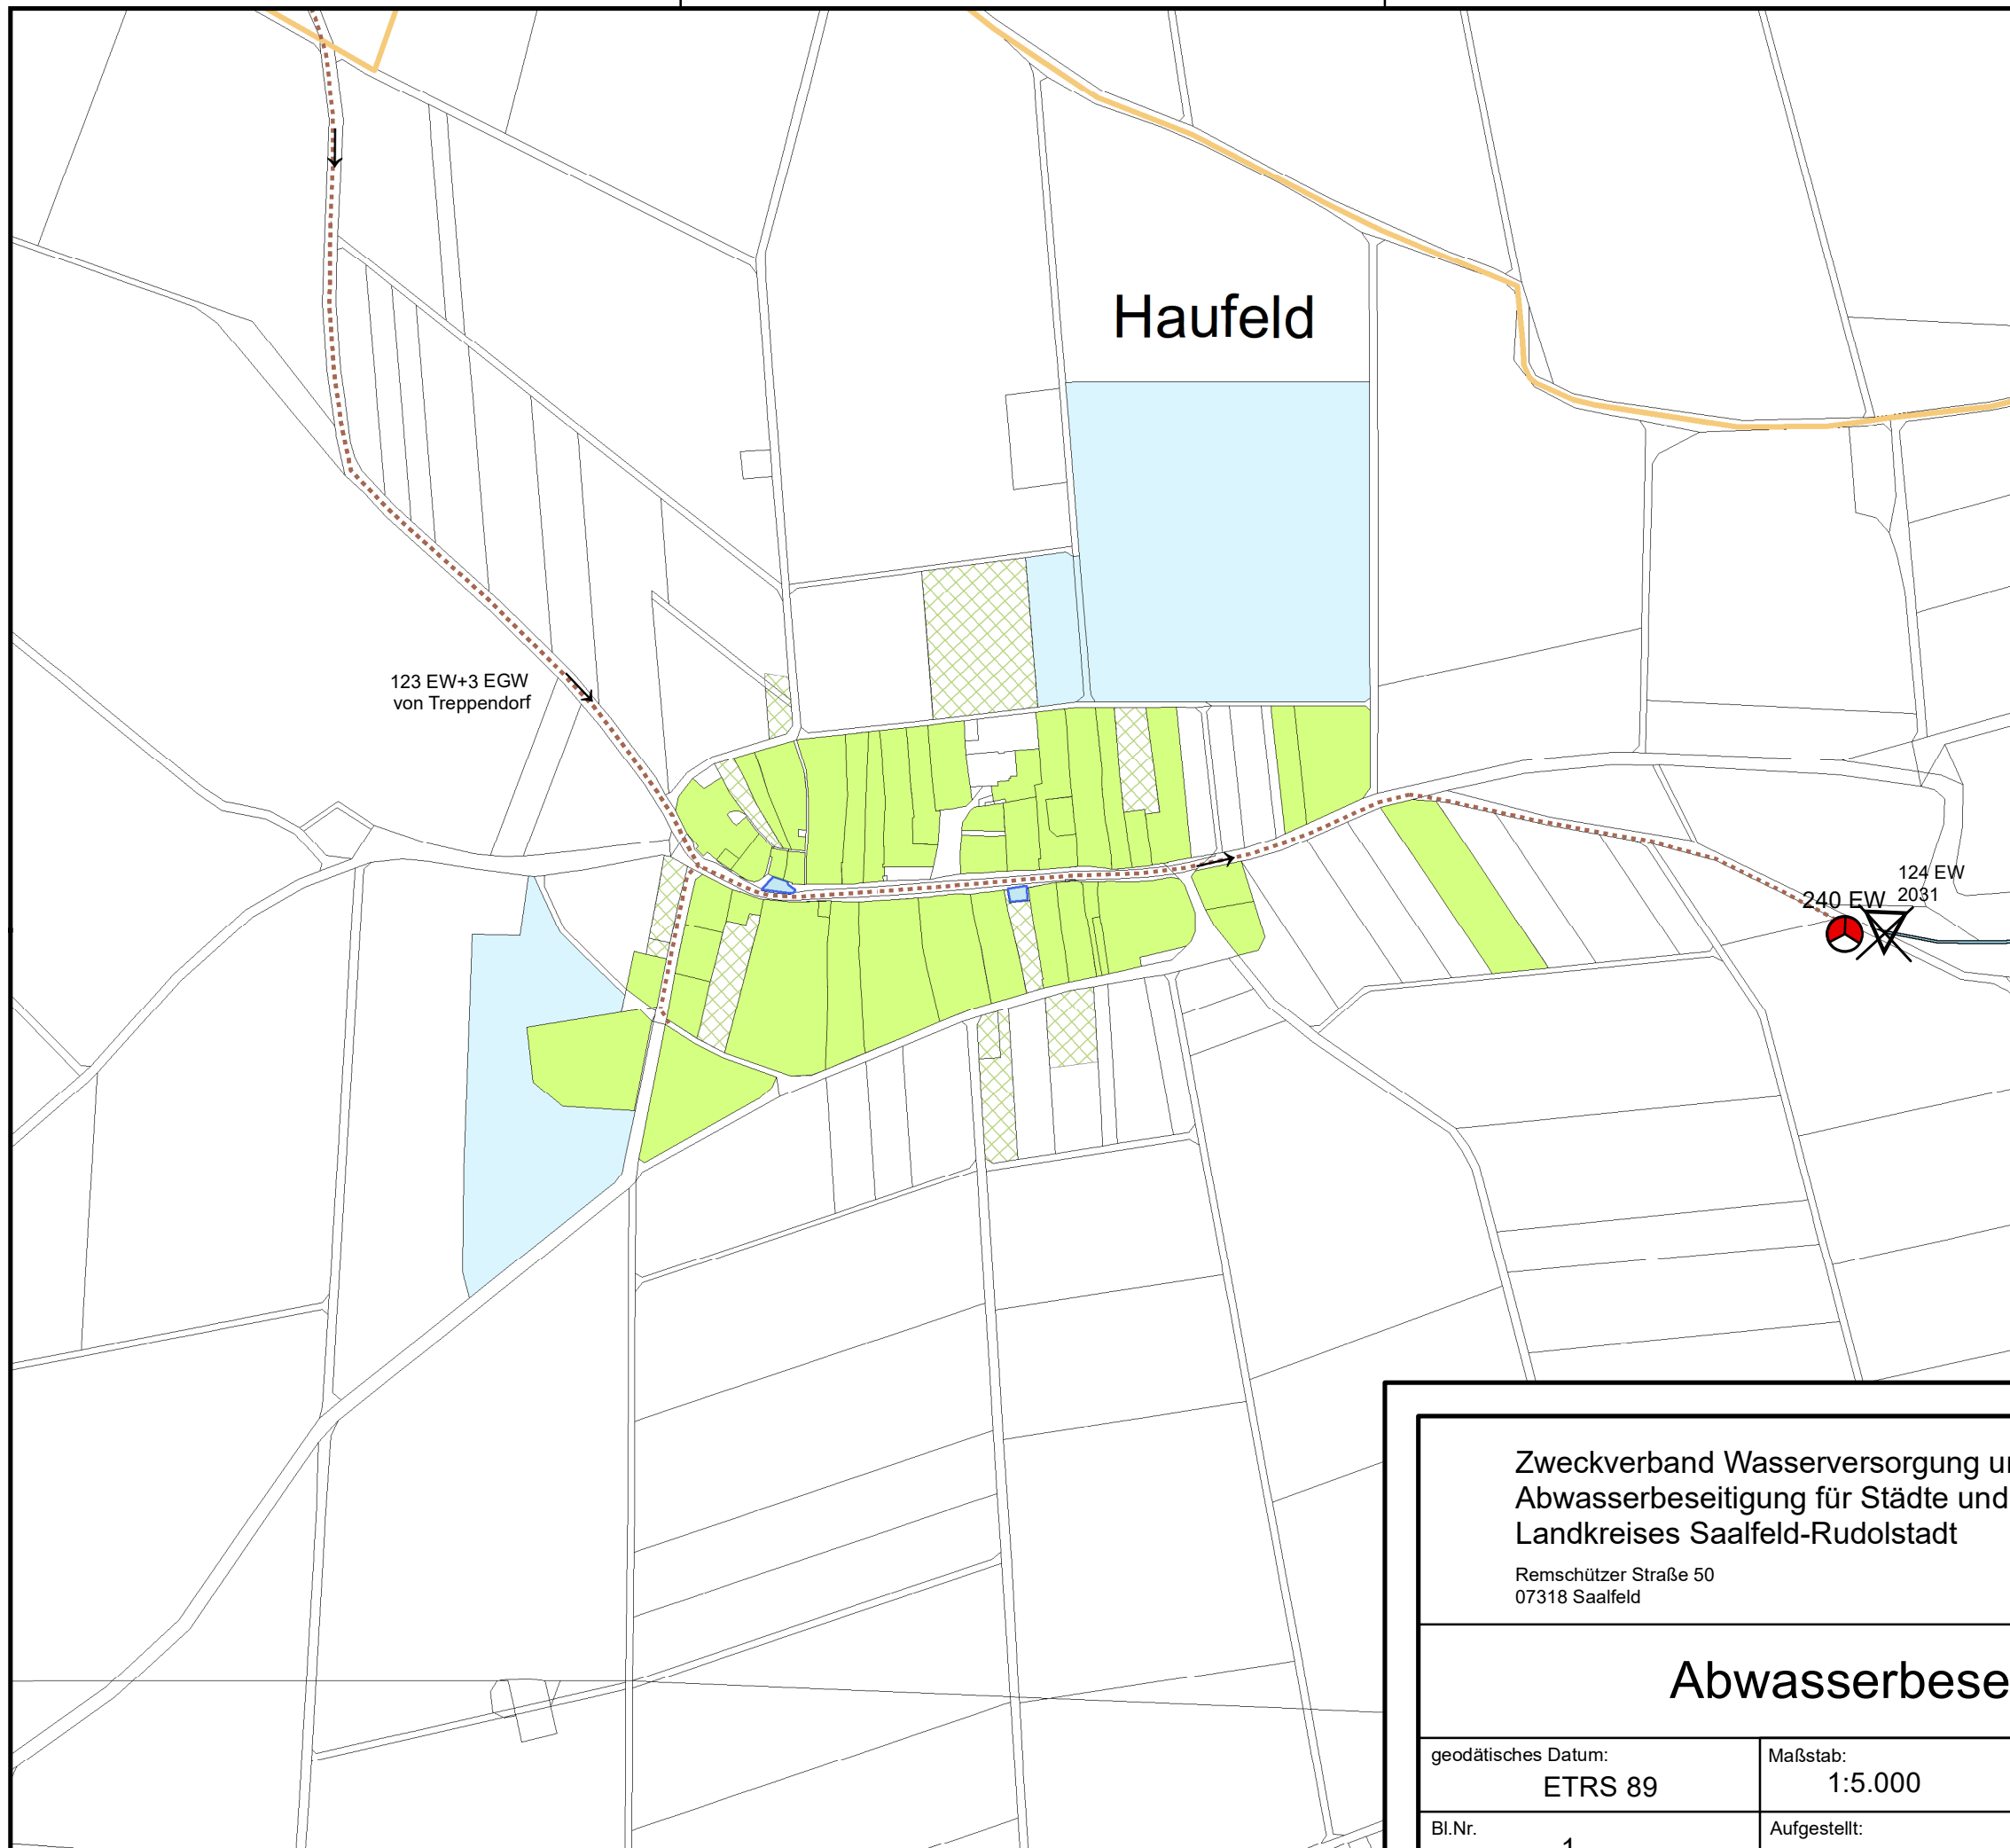 Haufeld
123 EW+3 EGW
von Treppendorf
124 EW
240 EW 2031
Zweckverband Wasserversorgung
Abwasserbeseitigung für Städte und
Landkreises Saalfeld-Rudolstadt
Remschützer Straße 50
07318 Saalfeld
Abwasserbese
geodätisches Datum:
ETRS 89
Maßstab:
1:5.000
Bl.Nr.
1
Aufgestellt: